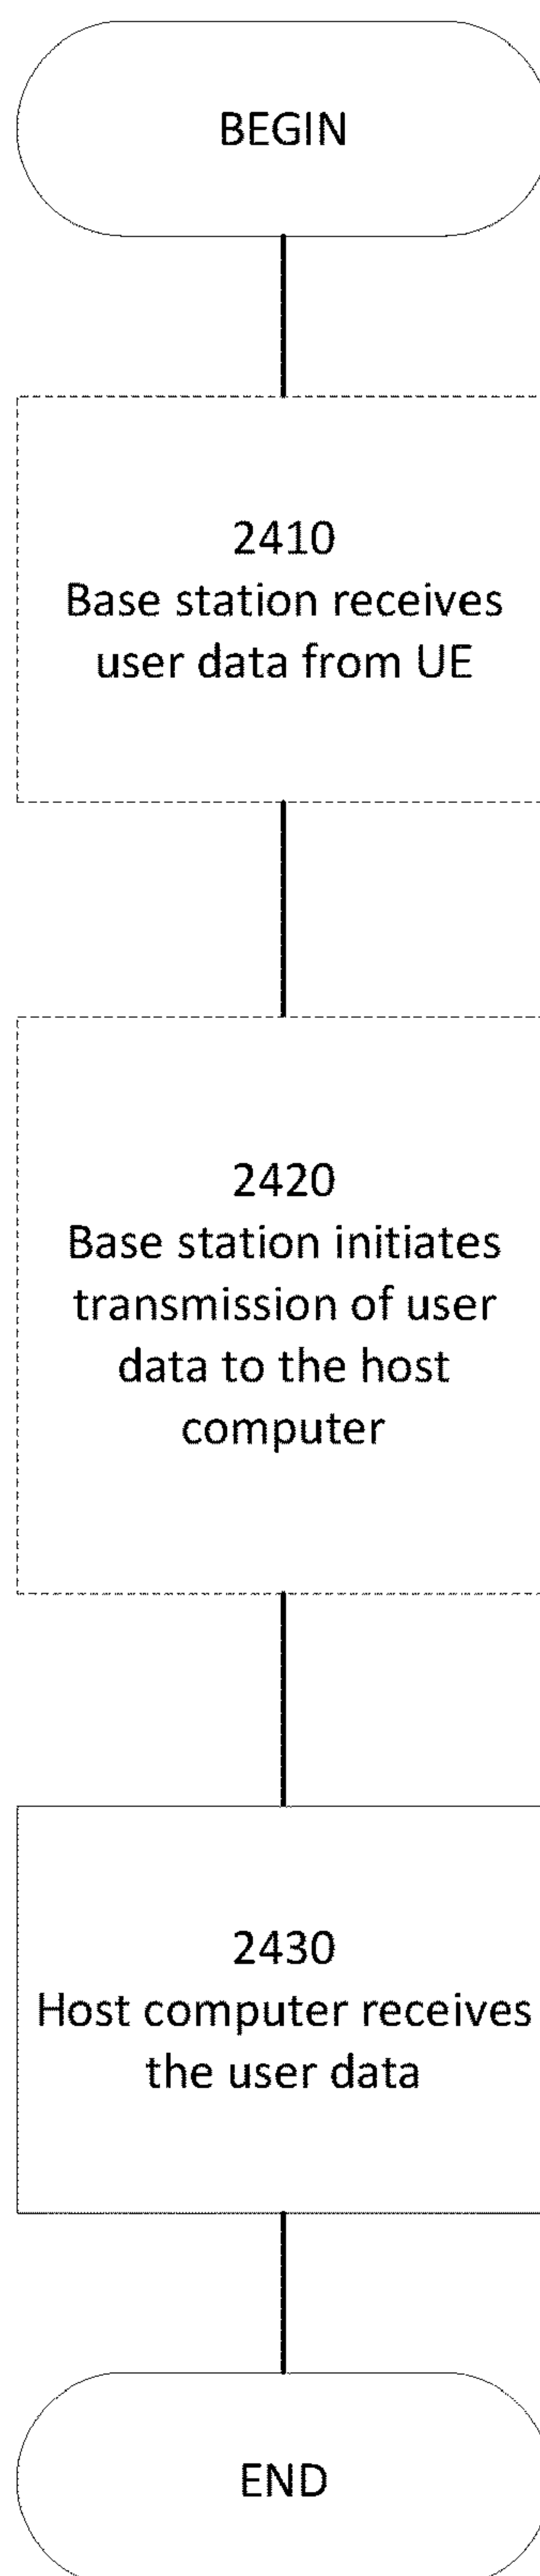 BEGIN
2410
Base station receives
user data from UE
2420
Base station initiates
transmission of user
data to the host
computer
2430
Host computer receives
the user data
END